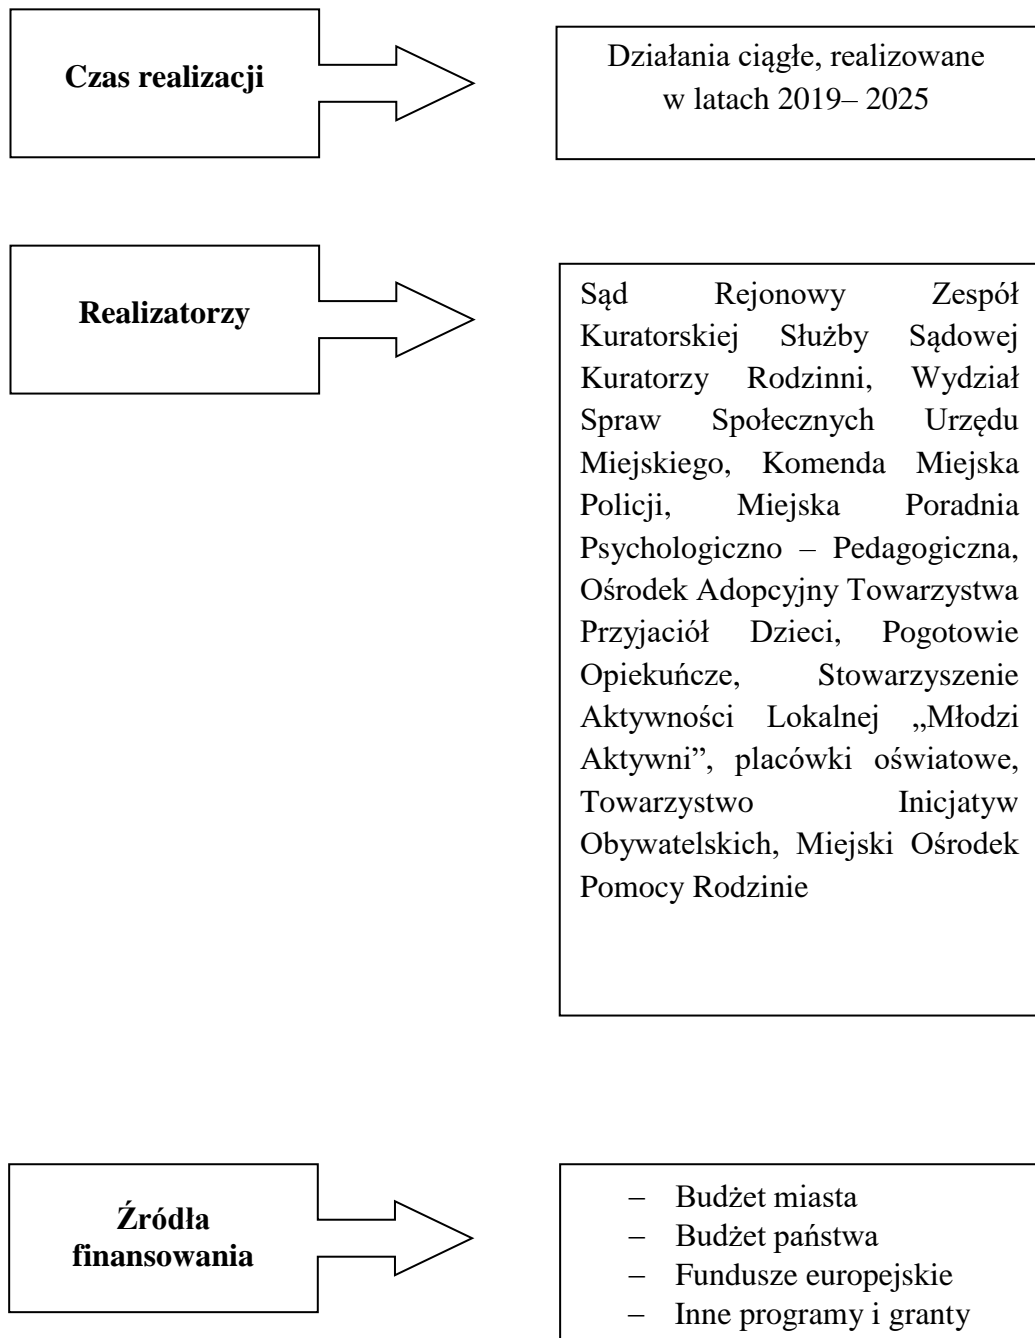 Czas realizacji
Działania ciągłe, realizowane
w latach 2019– 2025
Realizatorzy
Sąd Rejonowy Zespół
Kuratorskiej Służby Sądowej
Kuratorzy Rodzinni, Wydział
Spraw Społecznych Urzędu
Miejskiego, Komenda Miejska
Policji, Miejska Poradnia
Psychologiczno – Pedagogiczna,
Ośrodek Adopcyjny Towarzystwa
Przyjaciół Dzieci, Pogotowie
Opiekuńcze, Stowarzyszenie
Aktywności Lokalnej „Młodzi
Aktywni”, placówki oświatowe,
Towarzystwo Inicjatyw
Obywatelskich, Miejski Ośrodek
Pomocy Rodzinie
Źródła
finansowania
– Budżet miasta
– Budżet państwa
– Fundusze europejskie
– Inne programy i granty